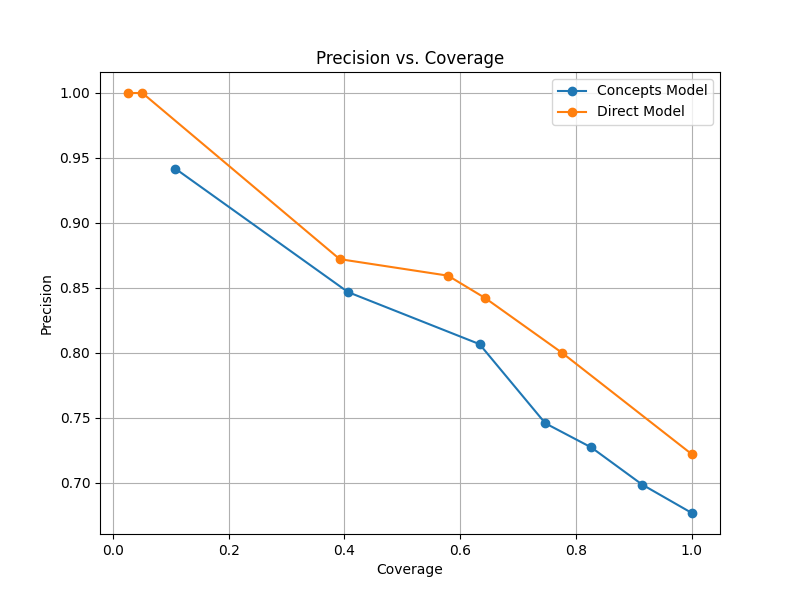 Precision vs. Coverage
Concepts Model
Direct Model
1.00
0.95
0.90
0.85
0.80
0.75
0.70
Precision
0.0 0.2 0.4 0.6 0.8 1.0
Coverage